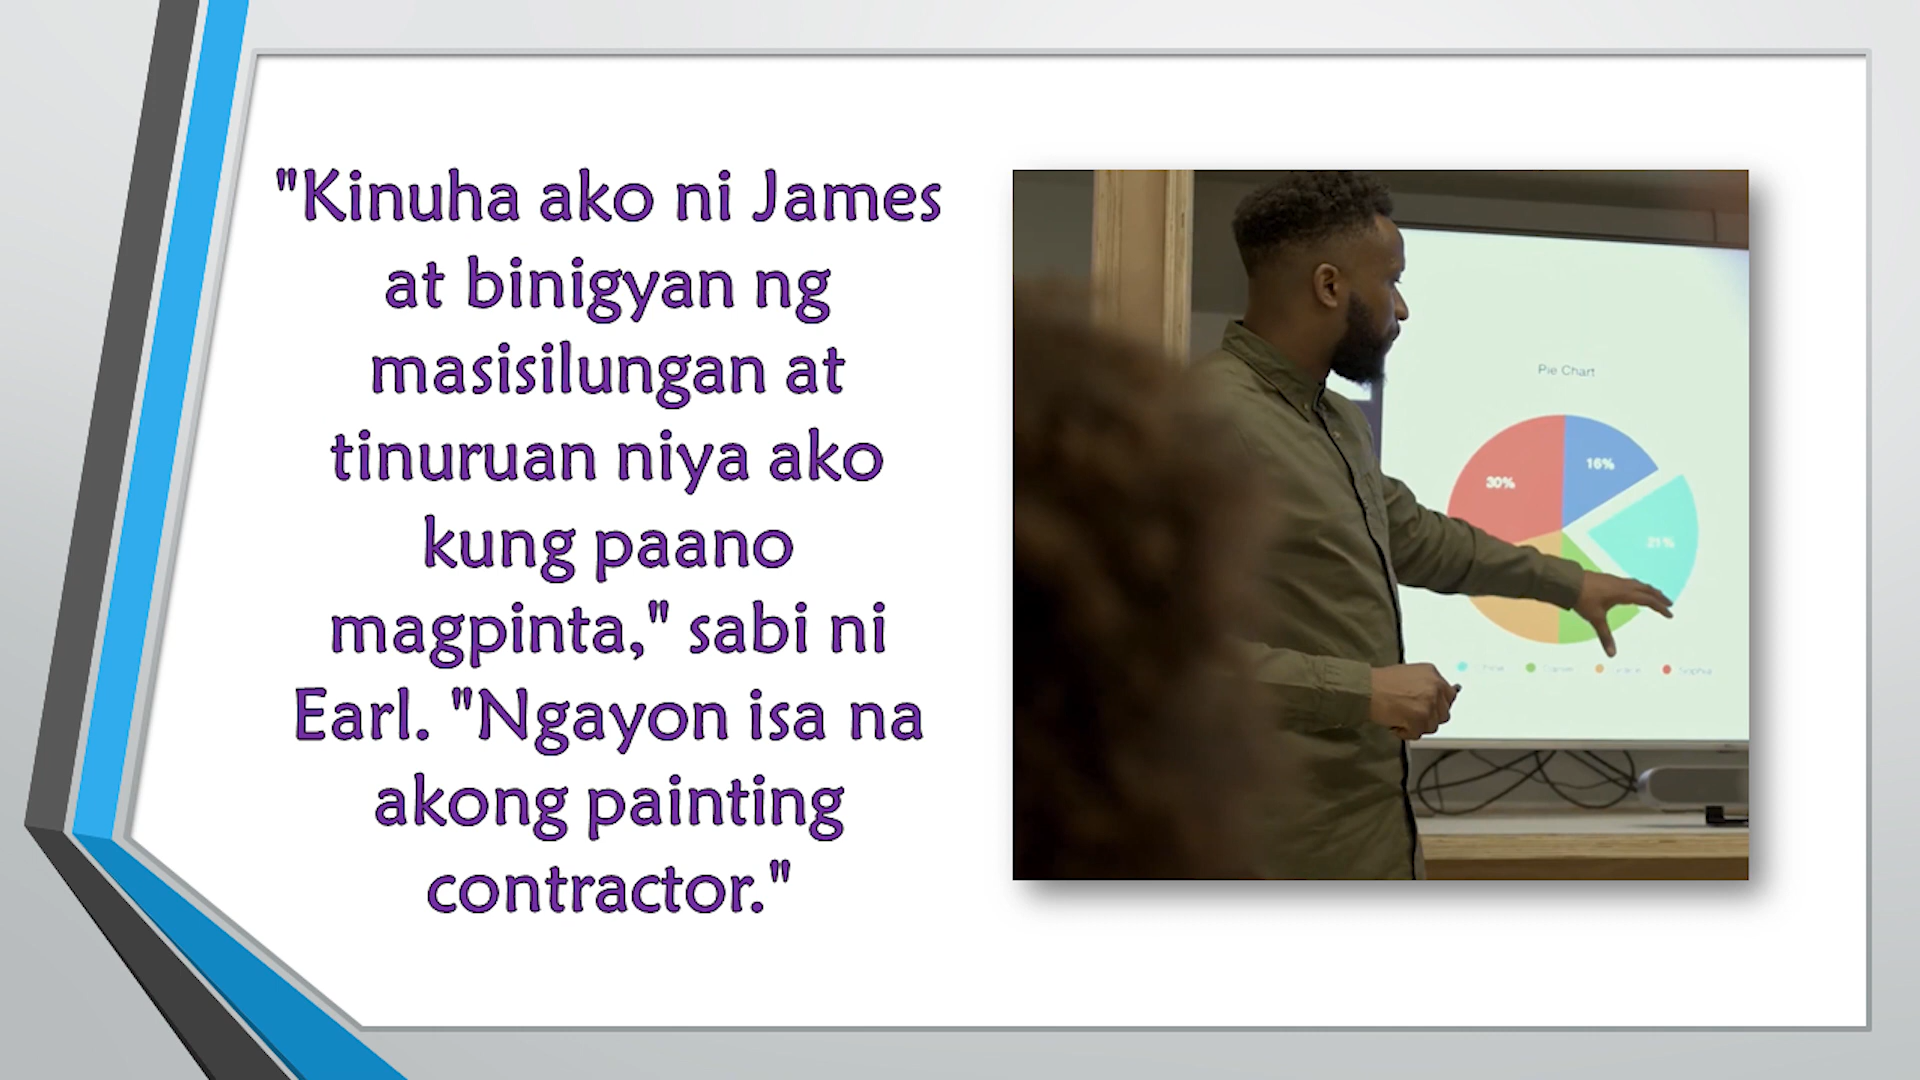 "Kinuha ako ni James
at binigyan ng
masisilungan at
tinuruan niya ako
kung paano
magpinta," sabi ni
Earl. "Ngayon isa na
akong painting
contractor."
Pie Chart
30%
16%
21%